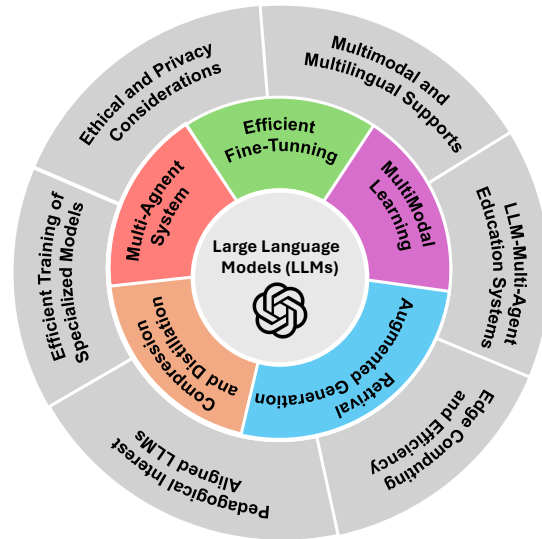 Large Language
Models (LLMs)
Efficient
Fine-Tunning
MultiModal
Learning
Retrival
Augmented Generation
Compression
and Distillation
Multi-Agnent
System
Multimodal and
Multilingual Supports
LLM-Multi-Agent
Education Systems
Edge Computing
and Efficiency
Pedagogical Interest
Aligned LLMs
Efficient Training of
Specialized Models
Ethical and Privacy
Considerations